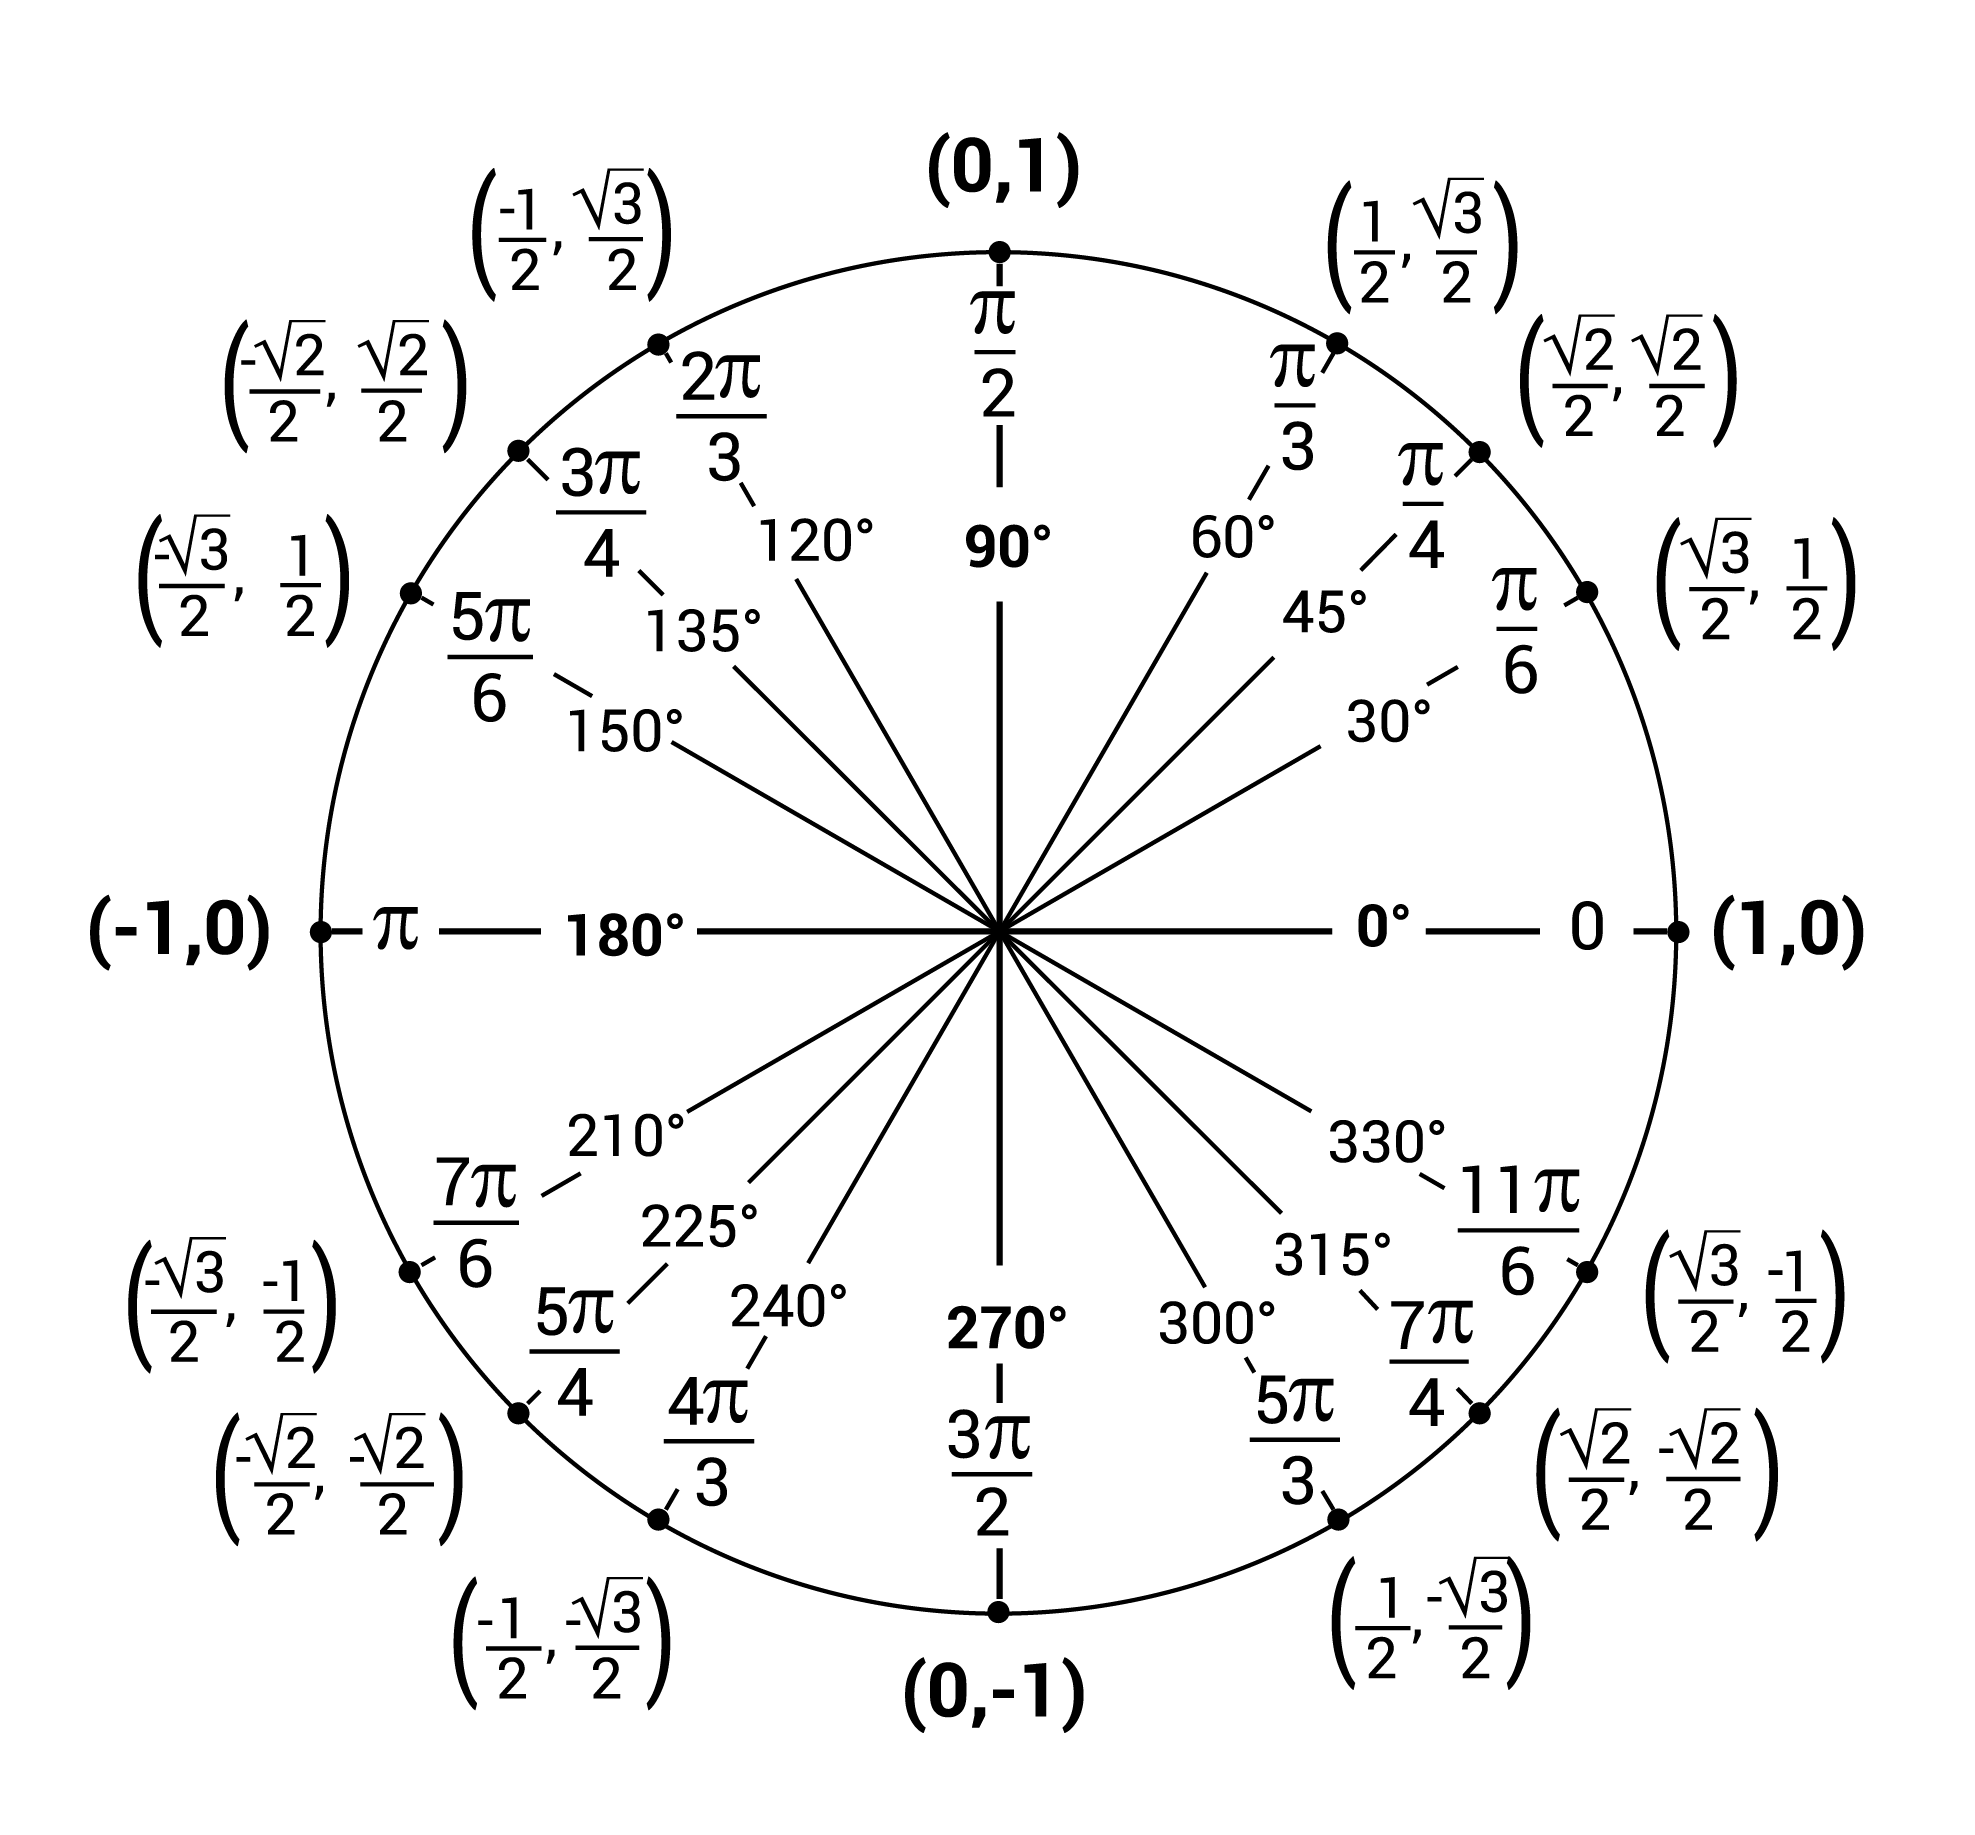 (0,1)
(-1/2, √3/2)
(1/2, √3/2)
(-√2/2, √2/2)
(√2/2, √2/2)
(-√3/2, 1/2)
(√3/2, 1/2)
π/2
2π/3
π/3
3π/4
π/4
5π/6
π/6
120°
90°
60°
135°
45°
150°
30°
(-1,0)
π
180°
0°
0
(1,0)
210°
330°
7π/6
11π/6
225°
315°
5π/4
7π/4
240°
270°
300°
4π/3
3π/2
5π/3
(-√3/2, -1/2)
(√3/2, -1/2)
(-√2/2, -√2/2)
(√2/2, -√2/2)
(-1/2, -√3/2)
(1/2, -√3/2)
(0,-1)